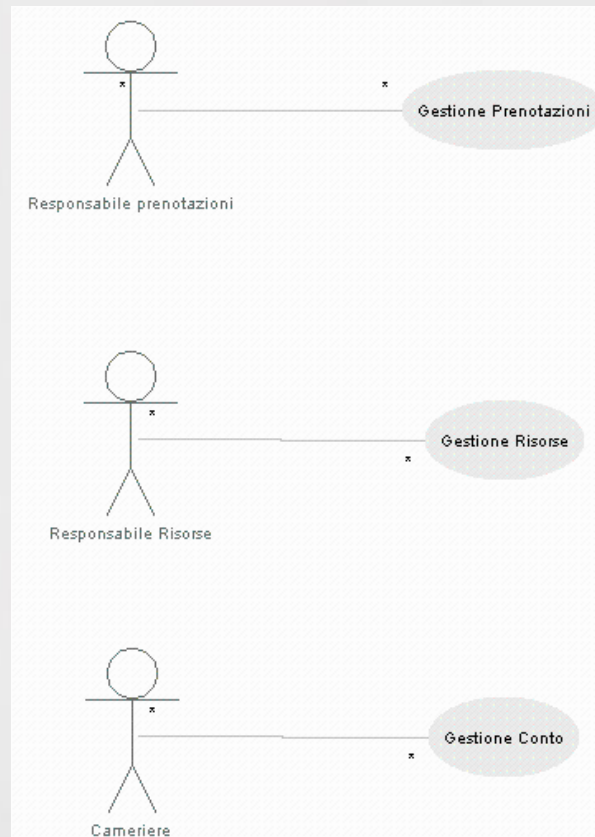 *
*
Gestione Prenotazioni
Responsabile prenotazioni
*
Gestione Risorse
*
Responsabile Risorse
*
Gestione Conto
*
Cameriere